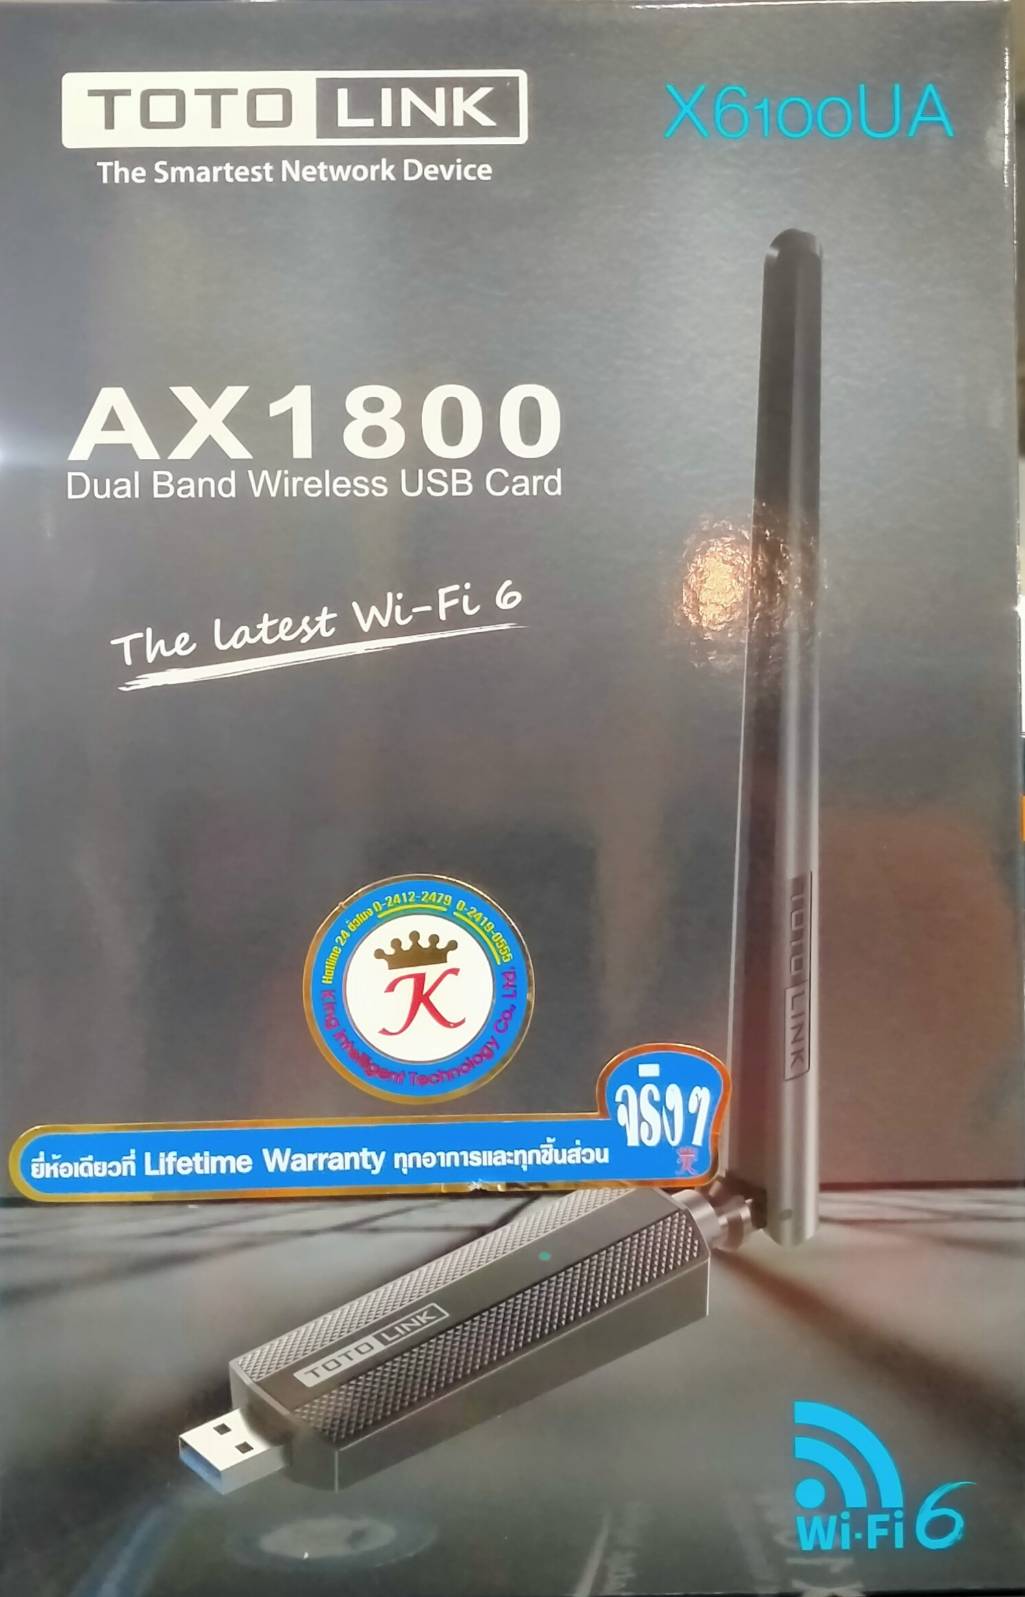 TOTO LINK
The Smartest Network Device
X6100UA
AX1800
Dual Band Wireless USB Card
The latest Wi-Fi 6
Hotline 24 ชั่วโมง 0-2412-2479 0-2419-0555
K
King Intelligent Technology Co., Ltd.
จริงๆ
ยี่ห้อเดียวที่ Lifetime Warranty ทุกอาการและทุกชิ้นส่วน
TOTO LINK
TOTO LINK
Wi-Fi 6